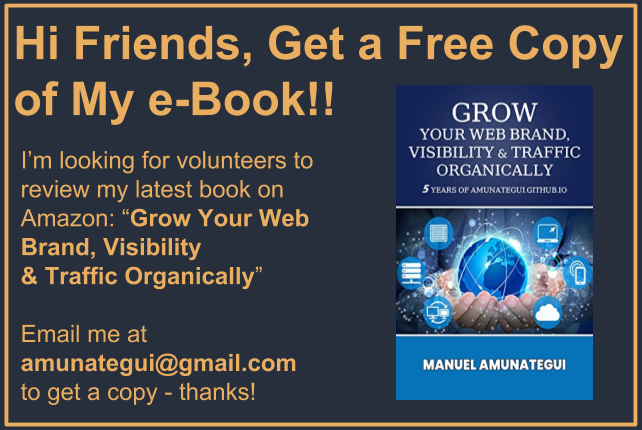 Hi Friends, Get a Free Copy
of My e-Book!!
I’m looking for volunteers to
review my latest book on
Amazon: “Grow Your Web
Brand, Visibility
& Traffic Organically”
Email me at
amunategui@gmail.com
to get a copy - thanks!
GROW
YOUR WEB BRAND,
VISIBILITY & TRAFFIC
ORGANICALLY
5 YEARS OF AMUNATEGUI.GITHUB.IO
MANUEL AMUNATEGUI